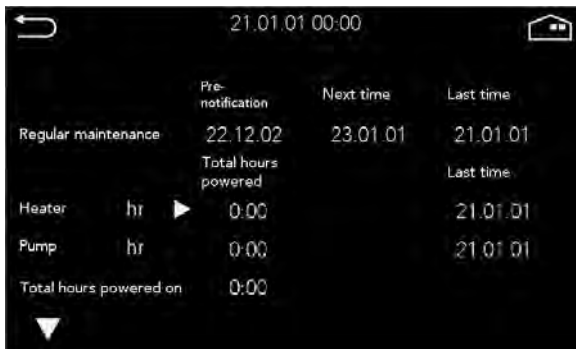 21.01.01 00:00
Pre-
notification Next time Last time
Regular maintenance 22.12.02 23.01.01 21.01.01
Total hours
powered Last time
Heater hr 0:00 21.01.01
Pump hr 0:00 21.01.01
Total hours powered on 0:00